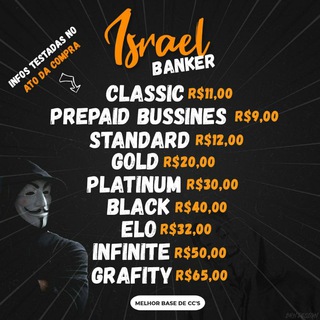 Israel
BANKER
INFOS TESTADAS NO
ATO DA COMPRA
CLASSIC R$11,00
PREPAID BUSSINES R$9,00
STANDARD R$12,00
GOLD R$20,00
PLATINUM R$30,00
BLACK R$40,00
ELO R$32,00
INFINITE R$50,00
GRAFITY R$65,00
MELHOR BASE DE CC'S